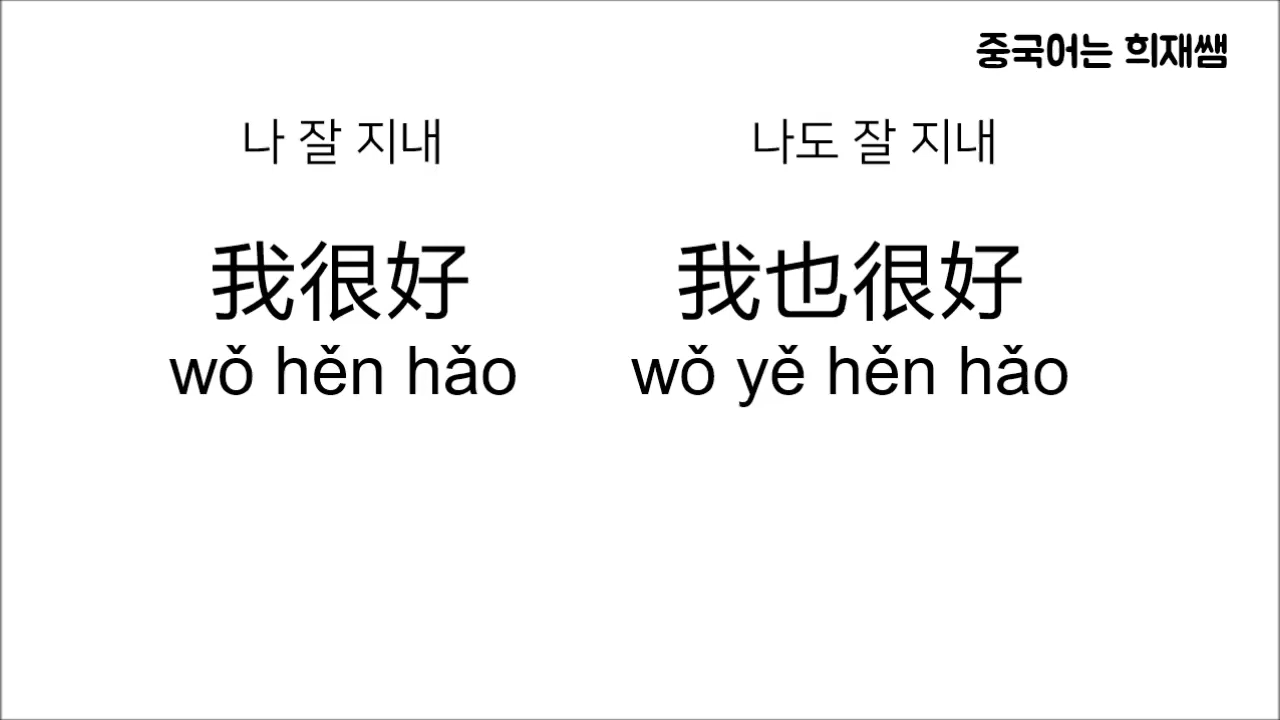 중국어는 희재쌤
나 잘 지내
我很好
wǒ hěn hǎo
나도 잘 지내
我也很好
wǒ yě hěn hǎo